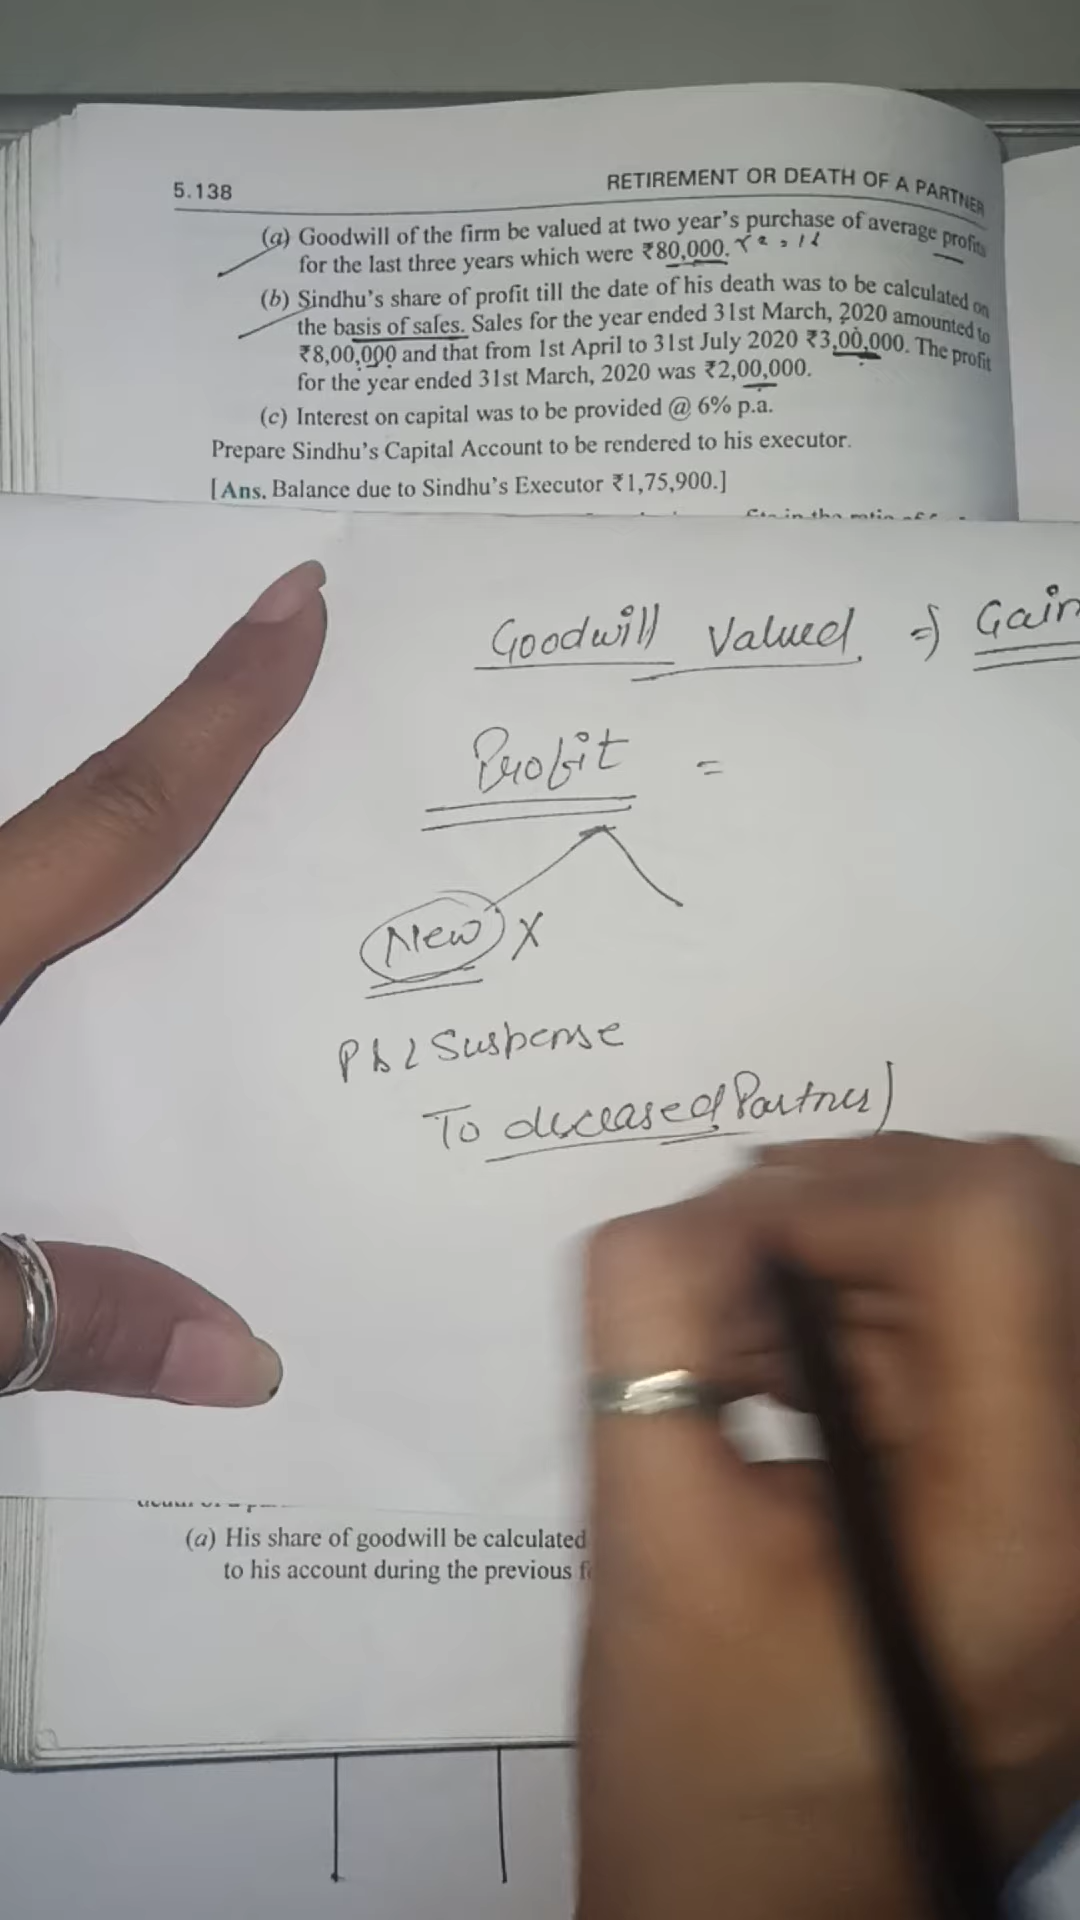 5.138 RETIREMENT OR DEATH OF A PARTNER
(a) Goodwill of the firm be valued at two year's purchase of average profits
for the last three years which were ₹80,000.
(b) Sindhu's share of profit till the date of his death was to be calculated on
the basis of sales. Sales for the year ended 31st March, 2020 amounted to
₹8,00,000 and that from 1st April to 31st July 2020 ₹3,00,000. The profit
for the year ended 31st March, 2020 was ₹2,00,000.
(c) Interest on capital was to be provided @ 6% p.a.
Prepare Sindhu's Capital Account to be rendered to his executor.
[Ans. Balance due to Sindhu's Executor ₹1,75,900.]
Goodwill Valued ⇒ Gain
Profit =
New X
P&L Suspense
To deceased Partner)
(a) His share of goodwill be calculated
to his account during the previous